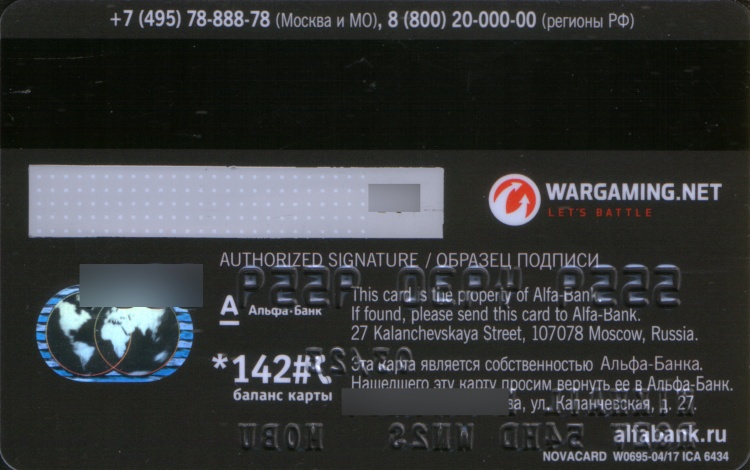 +7 (495) 78-888-78 (Москва и МО), 8 (800) 20-000-00 (регионы РФ)
WARGAMING.NET
LET'S BATTLE
AUTHORIZED SIGNATURE / ОБРАЗЕЦ ПОДПИСИ
А Альфа·Банк
This card is the property of Alfa-Bank.
If found, please send this card to Alfa-Bank.
27 Kalanchevskaya Street, 107078 Moscow, Russia.
*142#
баланс карты
Эта карта является собственностью Альфа-Банка.
Нашедшего эту карту просим вернуть ее в Альфа-Банк.
ул. Каланчевская, д. 27.
alfabank.ru
NOVACARD W0695-04/17 ICA 6434